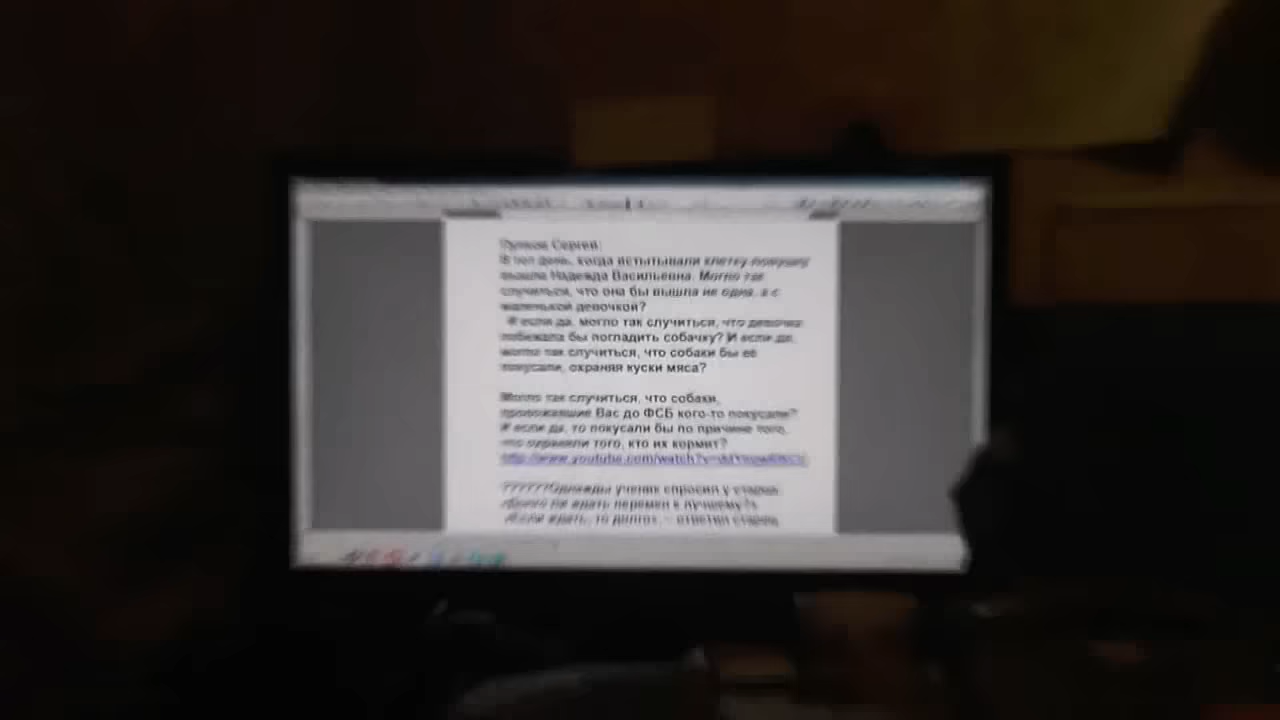 Сергей:
В тот день, когда испытывали клетку-ловушку
вышла Надежда Васильевна. Могло так
случиться, что она бы вышла не одна, а с
маленькой девочкой?
И если да, могло так случиться, что девочка
побежала бы погладить собачку? И если да,
могло так случиться, что собаки бы её
покусали, охраняя куски мяса?
Могло так случиться, что собаки,
провожавшие Вас до ФСБ кого-то покусали?
И если да, то покусали бы по причине того,
что охраняли того, кто их кормит?
http://www.youtube.com/watch?v=
??????Однажды ученик спросил у старца:
«Долго ли ждать перемен к лучшему?»
«Если ждать, то долго», – ответил старец